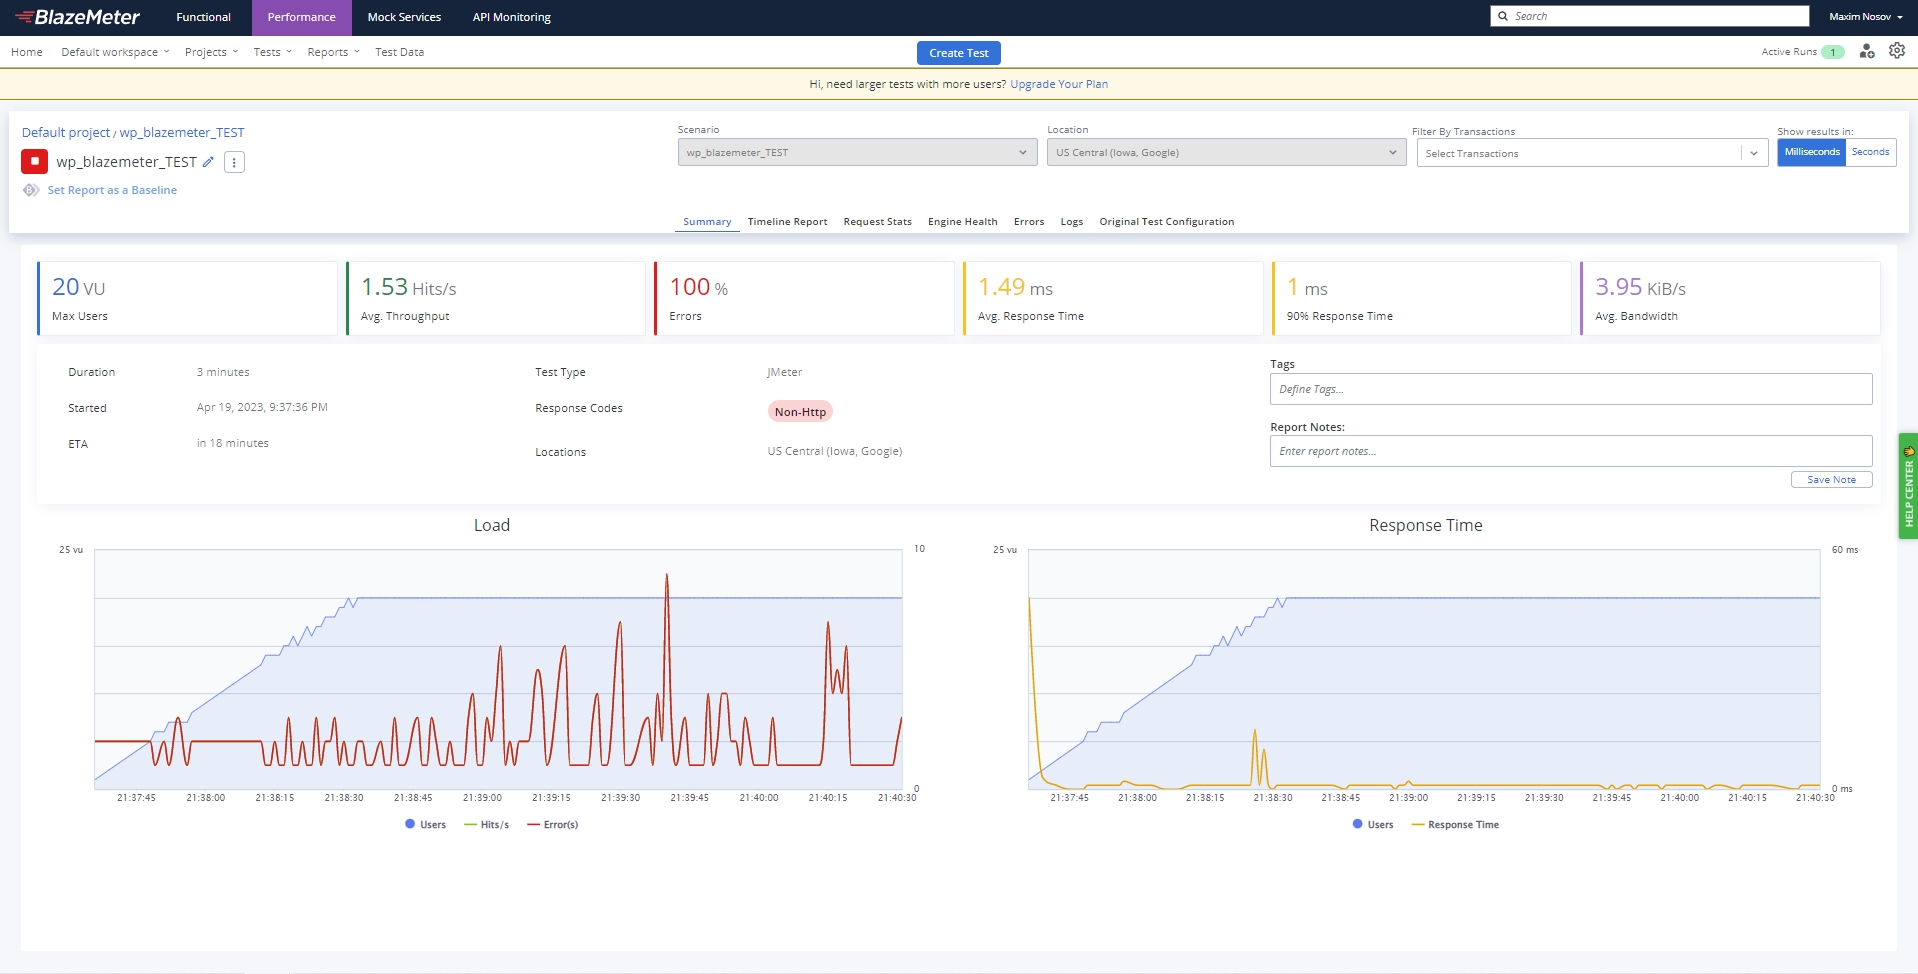 BlazeMeter Functional Performance Mock Services API Monitoring Search Maxim Nosov
Home Default workspace Projects Tests Reports Test Data Create Test Active Runs 1
Hi, need larger tests with more users? Upgrade Your Plan
Default project / wp_blazemeter_TEST
wp_blazemeter_TEST
Set Report as a Baseline
Scenario
wp_blazemeter_TEST
Location
US Central (Iowa, Google)
Filter By Transactions
Select Transactions
Show results in:
Milliseconds Seconds
Summary Timeline Report Request Stats Engine Health Errors Logs Original Test Configuration
20 VU
Max Users
1.53 Hits/s
Avg. Throughput
100 %
Errors
1.49 ms
Avg. Response Time
1 ms
90% Response Time
3.95 KiB/s
Avg. Bandwidth
Duration 3 minutes
Started Apr 19, 2023, 9:37:36 PM
ETA in 18 minutes
Test Type JMeter
Response Codes Non-Http
Locations US Central (Iowa, Google)
Tags
Define Tags...
Report Notes:
Enter report notes...
Save Note
HELP CENTER
Load
25 vu 10
0
21:37:45 21:38:00 21:38:15 21:38:30 21:38:45 21:39:00 21:39:15 21:39:30 21:39:45 21:40:00 21:40:15 21:40:30
Users Hits/s Error(s)
Response Time
25 vu 60 ms
0 ms
21:37:45 21:38:00 21:38:15 21:38:30 21:38:45 21:39:00 21:39:15 21:39:30 21:39:45 21:40:00 21:40:15 21:40:30
Users Response Time